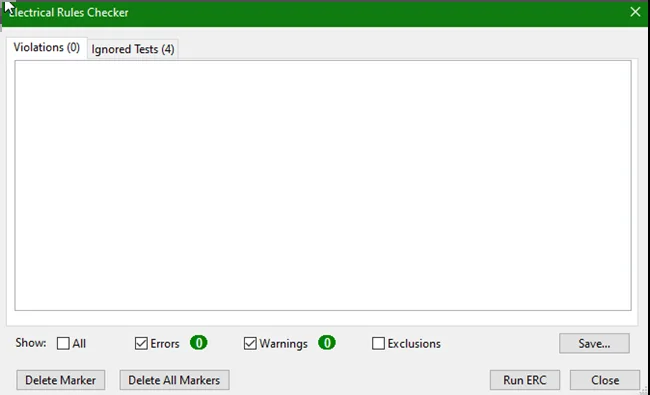 Electrical Rules Checker
Violations (0) Ignored Tests (4)
Show: All Errors 0 Warnings 0 Exclusions Save...
Delete Marker Delete All Markers Run ERC Close